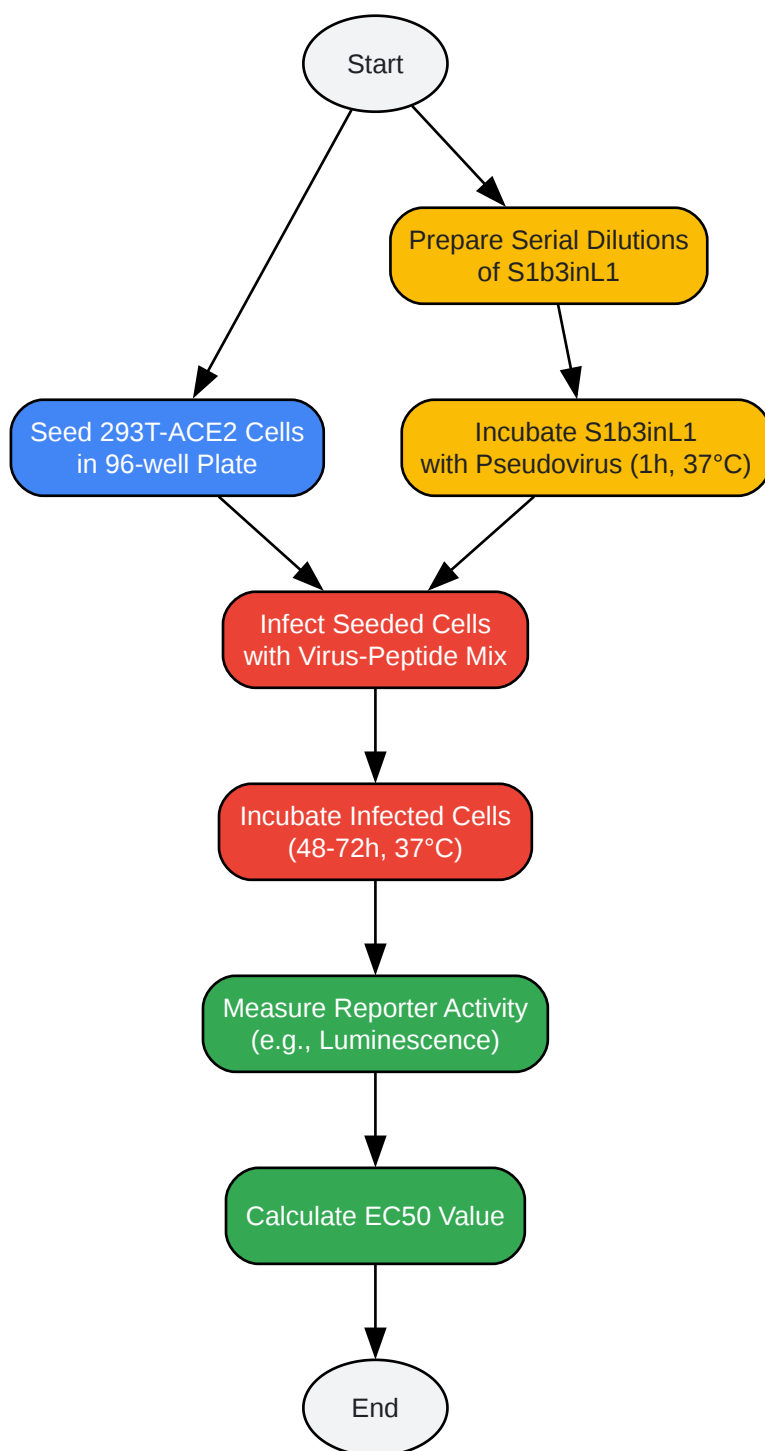 Start
Prepare Serial Dilutions
of S1b3inL1
Seed 293T-ACE2 Cells
in 96-well Plate
Incubate S1b3inL1
with Pseudovirus (1h, 37°C)
Infect Seeded Cells
with Virus-Peptide Mix
Incubate Infected Cells
(48-72h, 37°C)
Measure Reporter Activity
(e.g., Luminescence)
Calculate EC50 Value
End